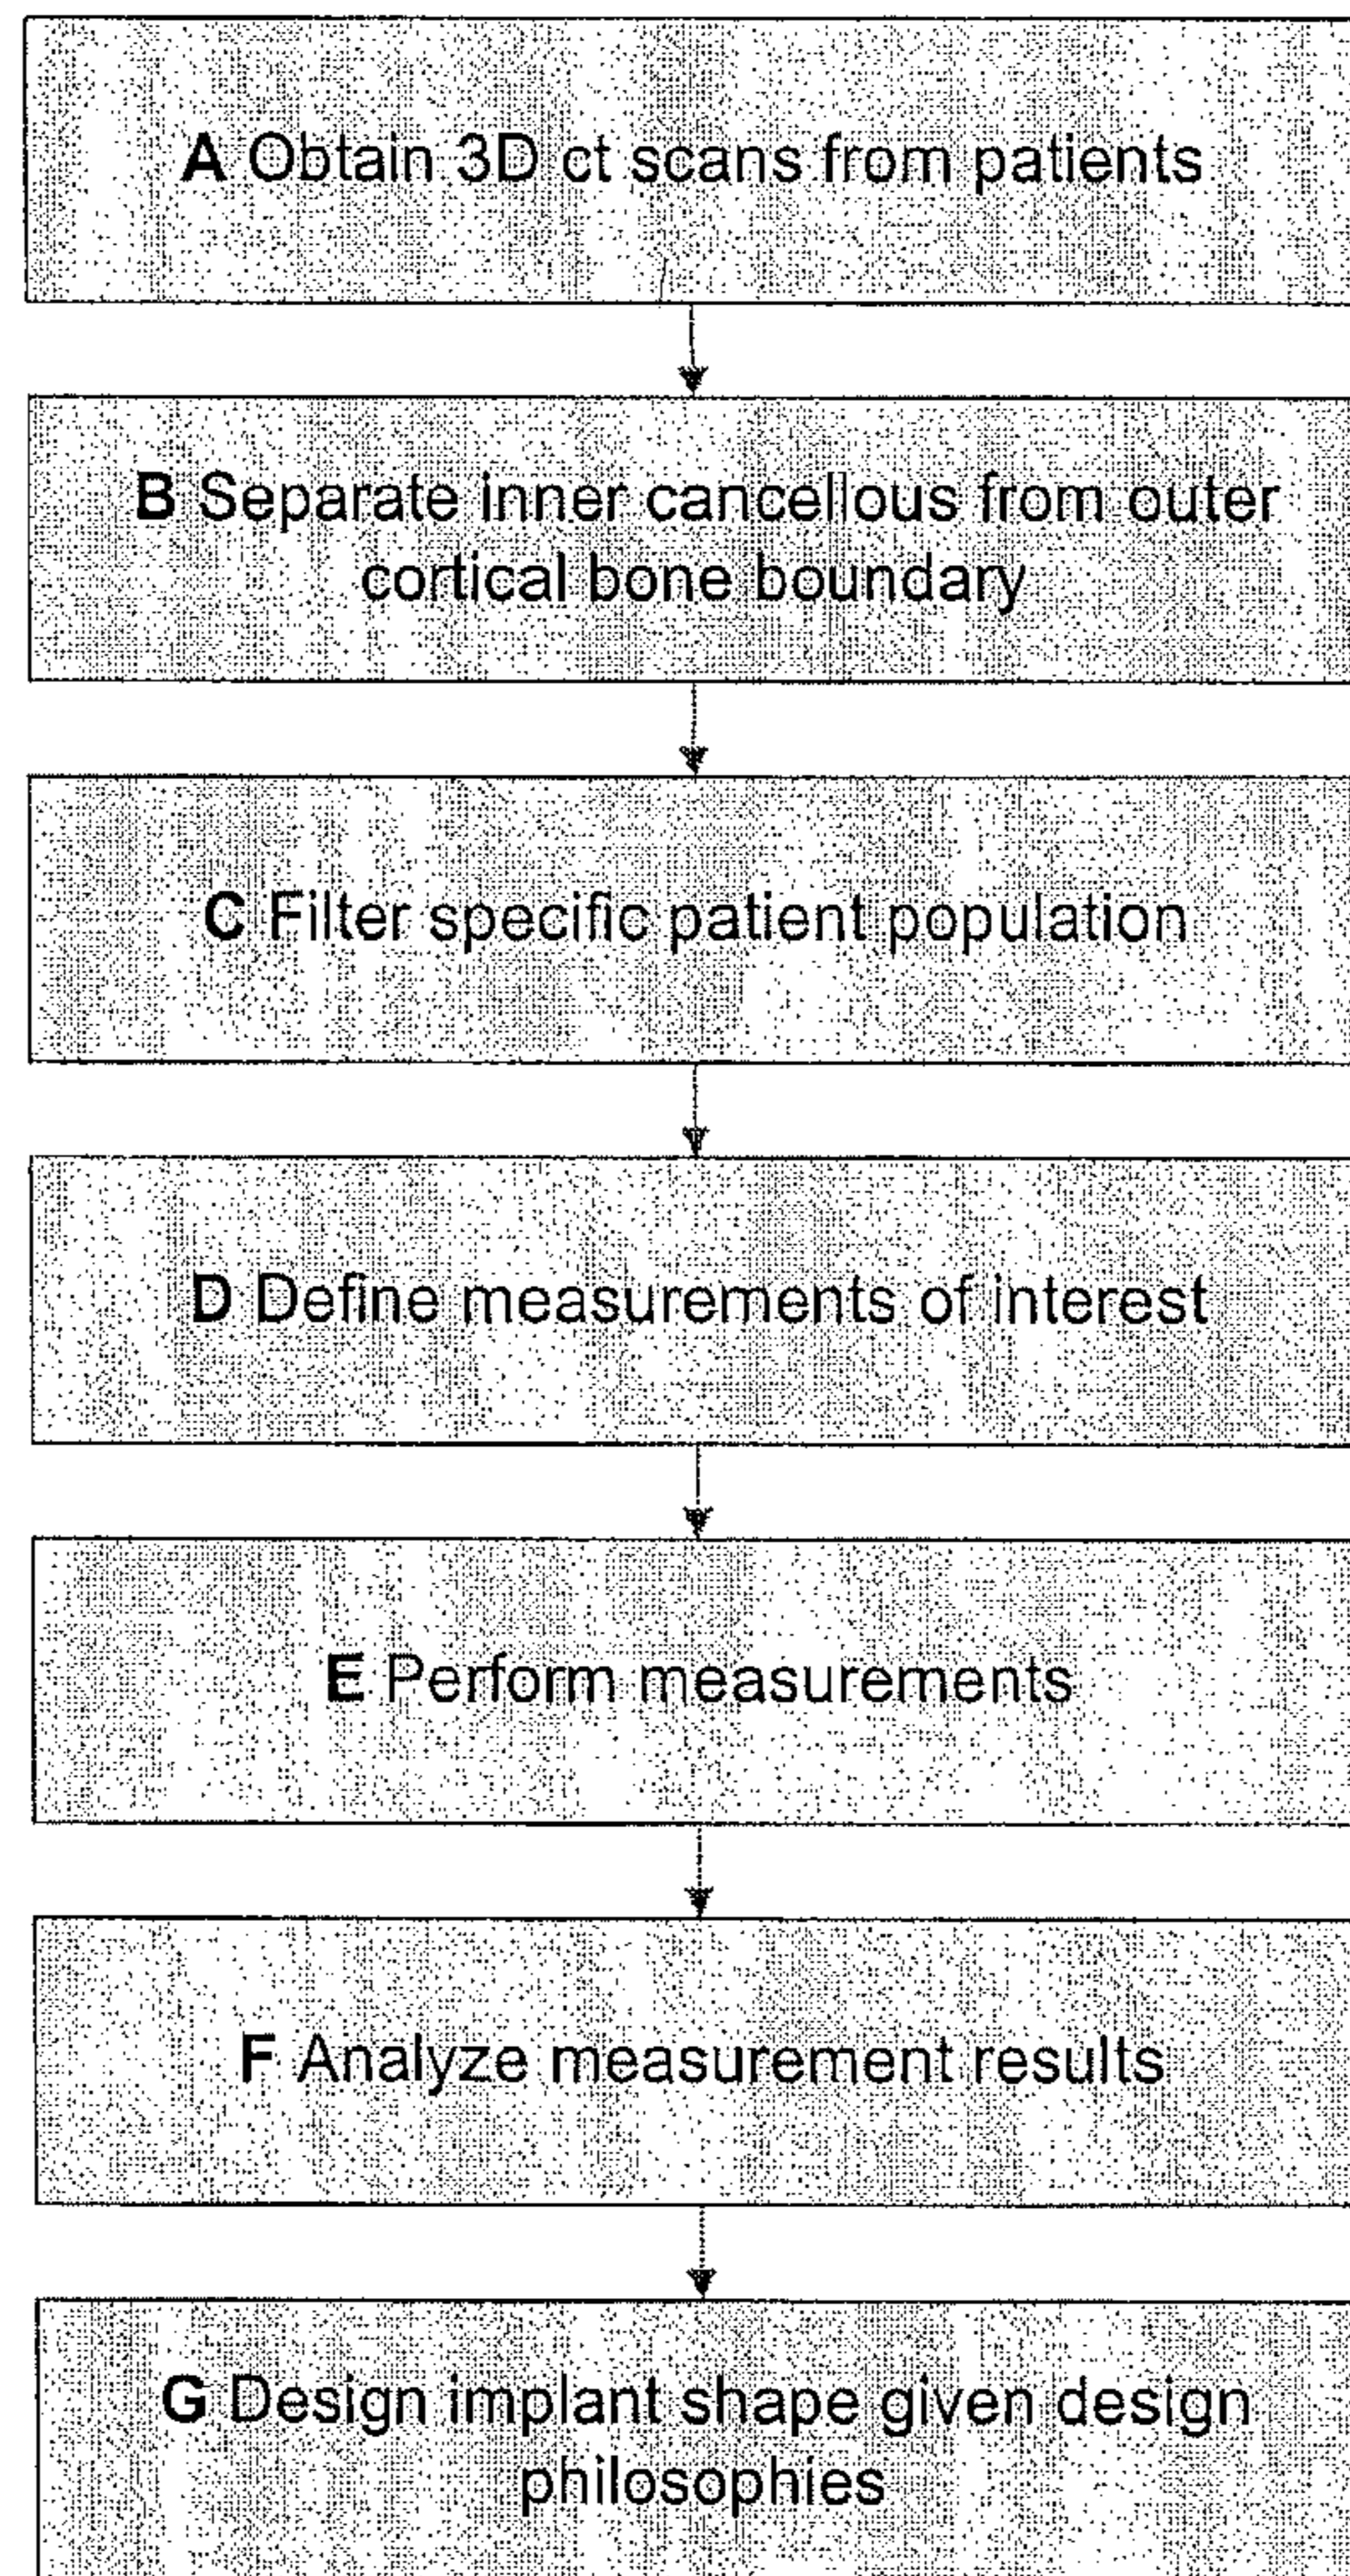 A Obtain 3D ct scans from patients
B Separate inner cancellous from outer
cortical bone boundary
C Filter specific patient population
D Define measurements of interest
E Perform measurements
F Analyze measurement results
G Design implant shape given design
philosophies